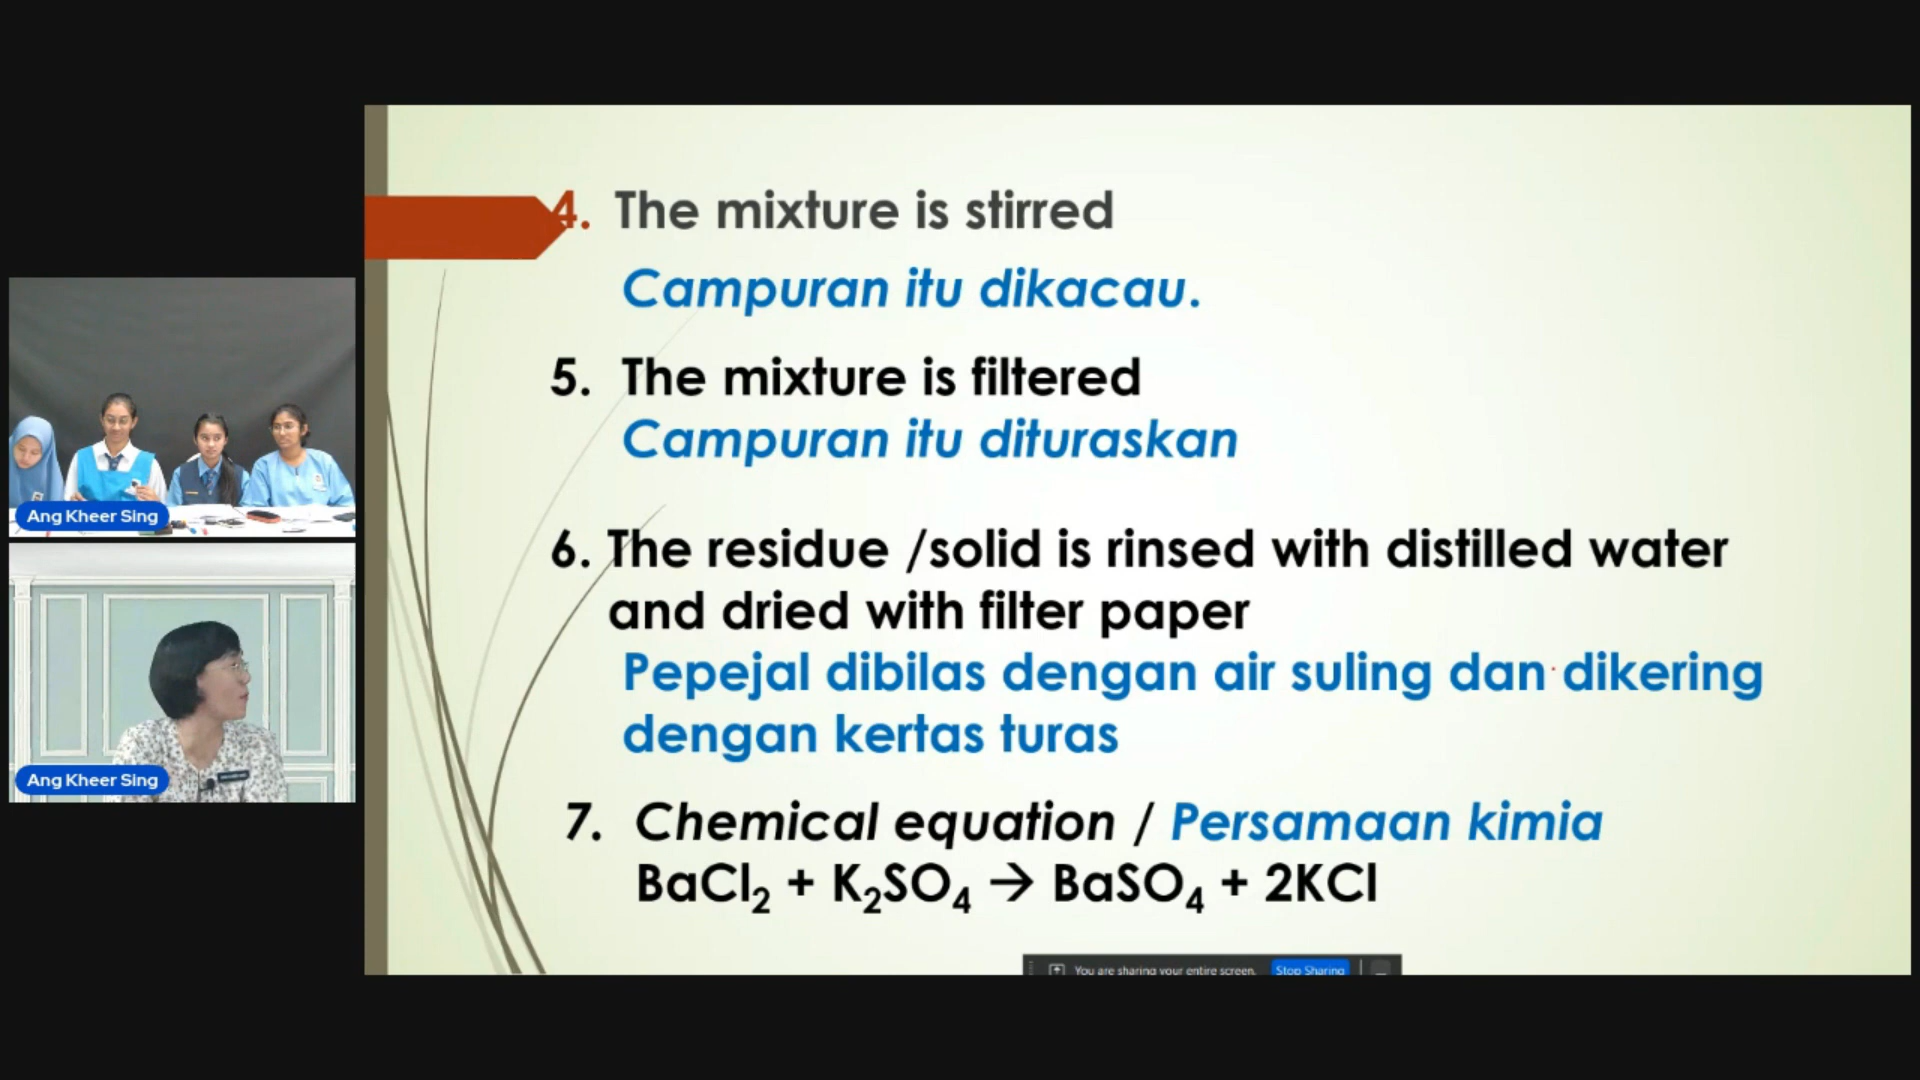 4. The mixture is stirred
Campuran itu dikacau.
5. The mixture is filtered
Campuran itu dituraskan
6. The residue /solid is rinsed with distilled water
and dried with filter paper
Pepejal dibilas dengan air suling dan dikering
dengan kertas turas
7. Chemical equation / Persamaan kimia
BaCl₂ + K₂SO₄ → BaSO₄ + 2KCl
Ang Kheer Sing
Ang Kheer Sing
You are sharing your entire screen. Stop Sharing